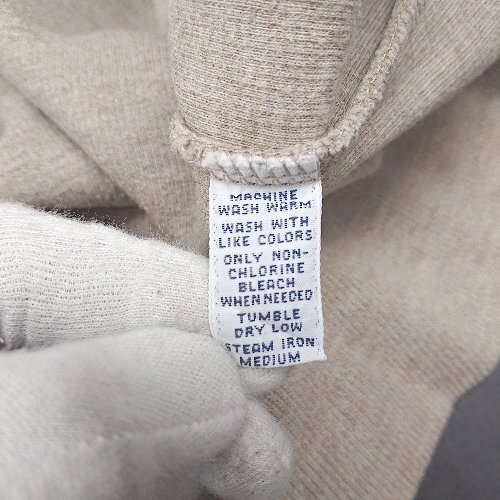 MACHINE
WASH WARM
WASH WITH
LIKE COLORS
ONLY NON-
CHLORINE
BLEACH
WHEN NEEDED
TUMBLE
DRY LOW
STEAM IRON
MEDIUM